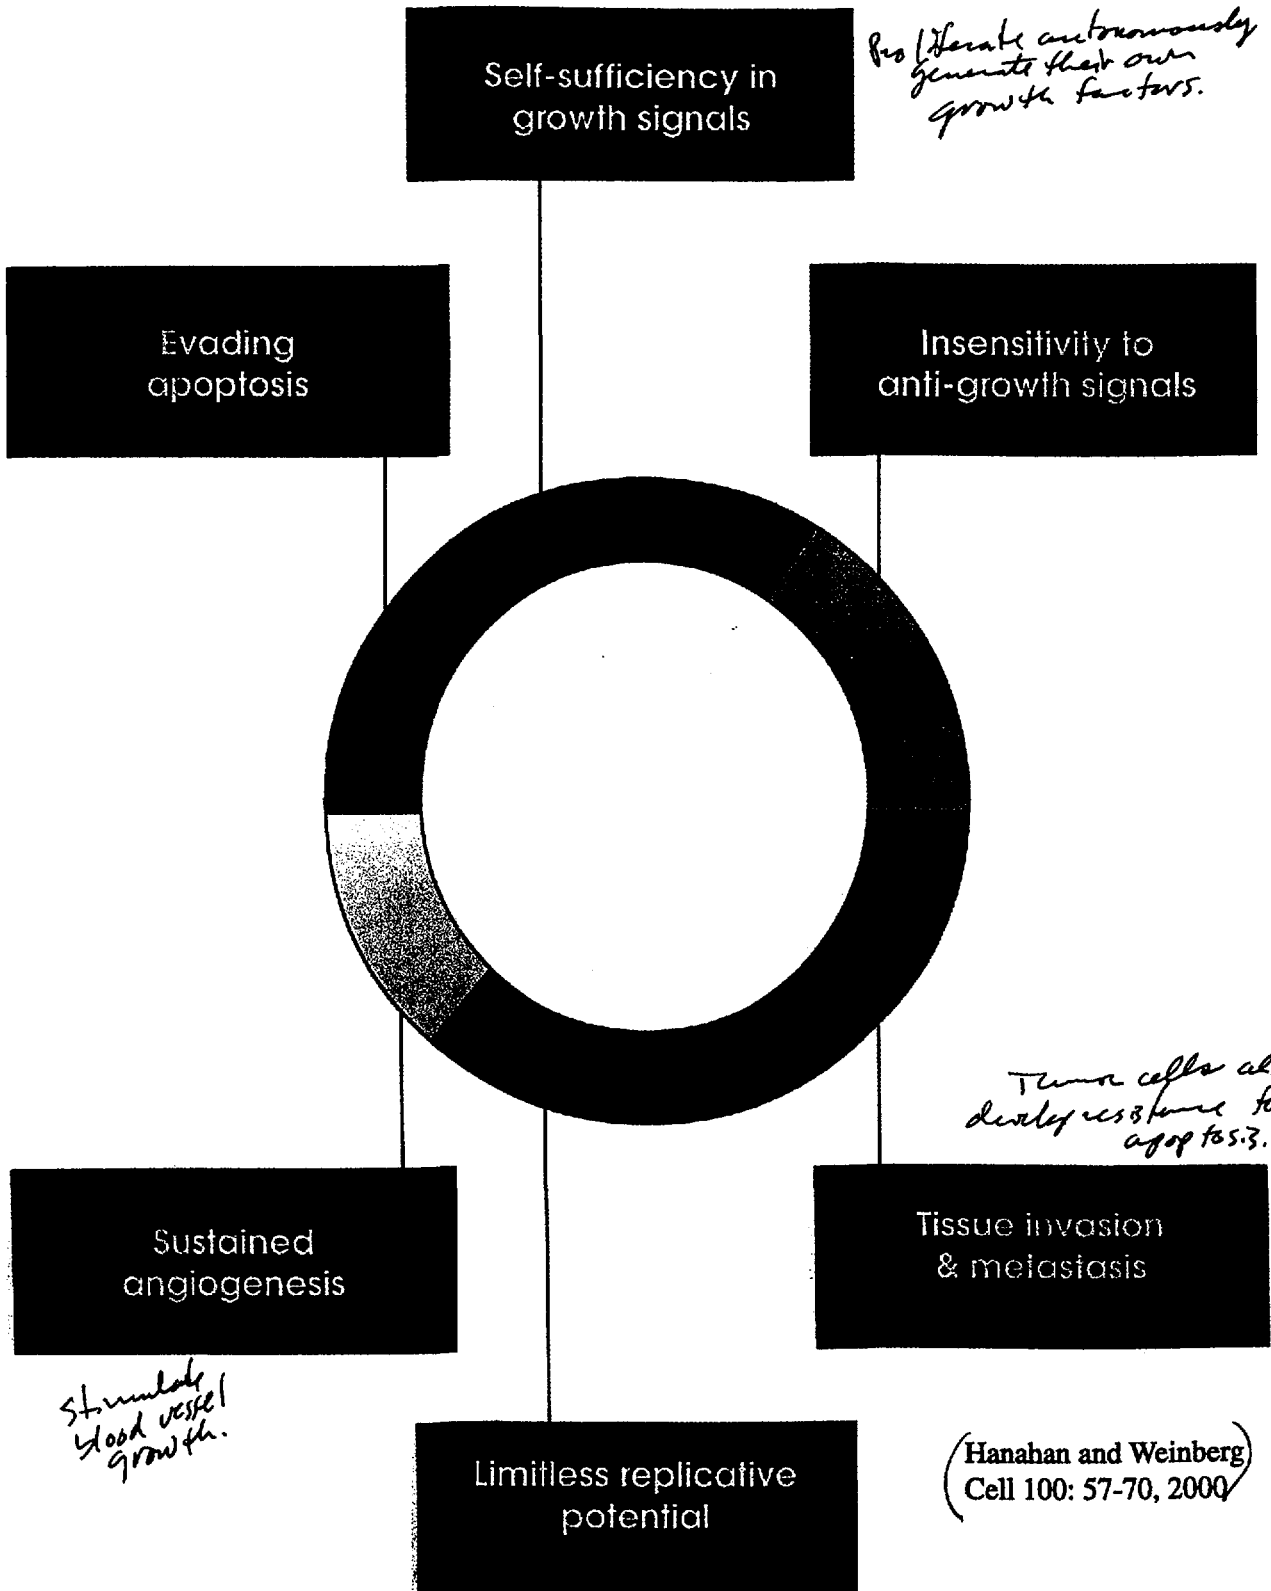 Self-sufficiency in
growth signals
Proliferate autonomously
generate their own
growth factors.
Evading
apoptosis
Insensitivity to
anti-growth signals
Tumor cells al
develop resistance to
apoptosis.
Sustained
angiogenesis
Tissue invasion
& metastasis
Stimulate
blood vessel
growth.
Limitless replicative
potential
(Hanahan and Weinberg)
Cell 100: 57-70, 2000